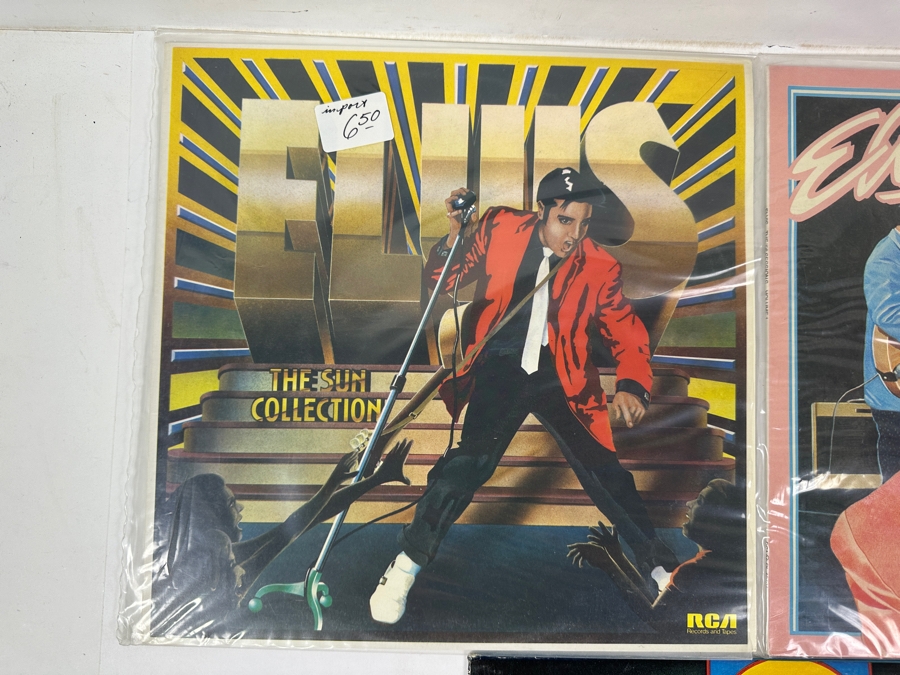 ELVIS
import
6.50
THE SUN
COLLECTION
RCA
Records and Tapes